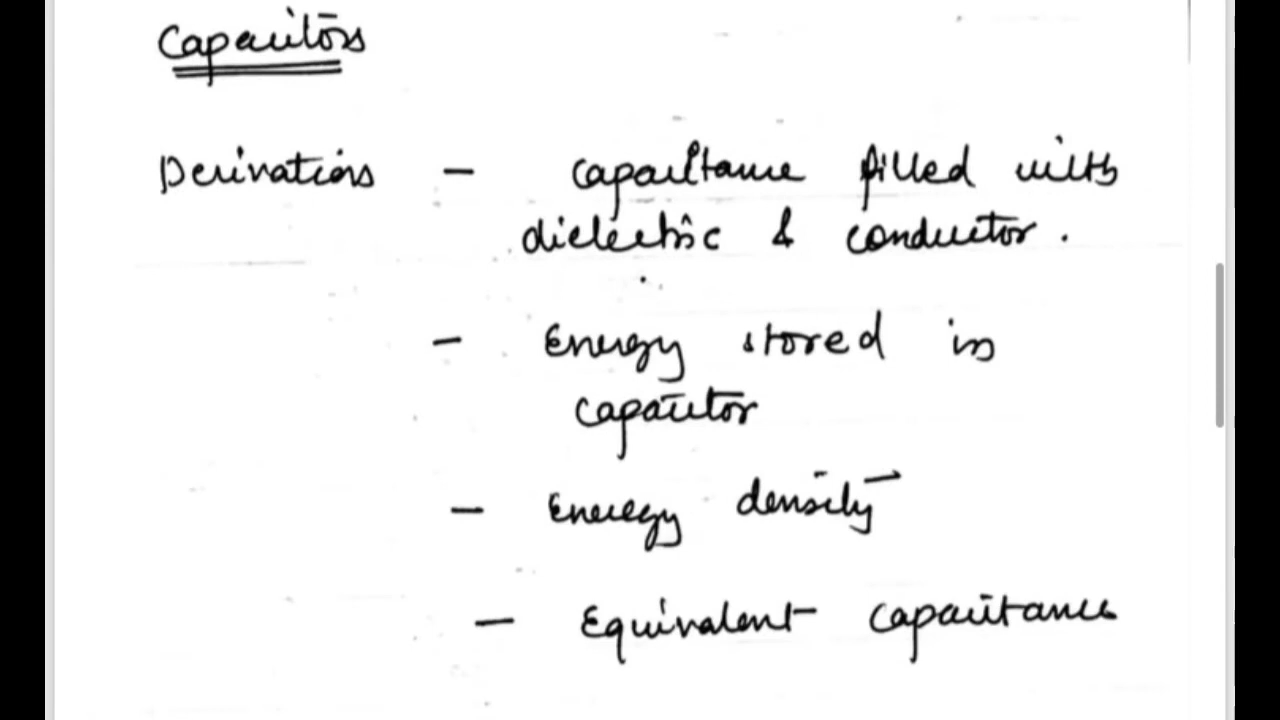 Capacitors
Derivations - Capacitance filled with
dielectric & conductor.
- Energy stored in
capacitor
- Energy density
- Equivalent capacitance